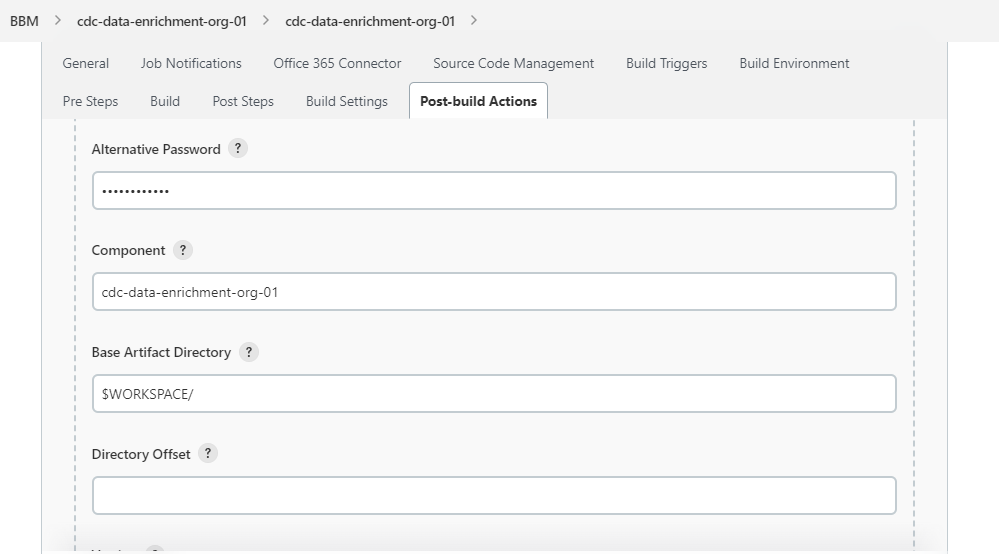 BBM > cdc-data-enrichment-org-01 > cdc-data-enrichment-org-01 >
General Job Notifications Office 365 Connector Source Code Management Build Triggers Build Environment
Pre Steps Build Post Steps Build Settings Post-build Actions
Alternative Password ?
••••••••••••
Component ?
cdc-data-enrichment-org-01
Base Artifact Directory ?
$WORKSPACE/
Directory Offset ?